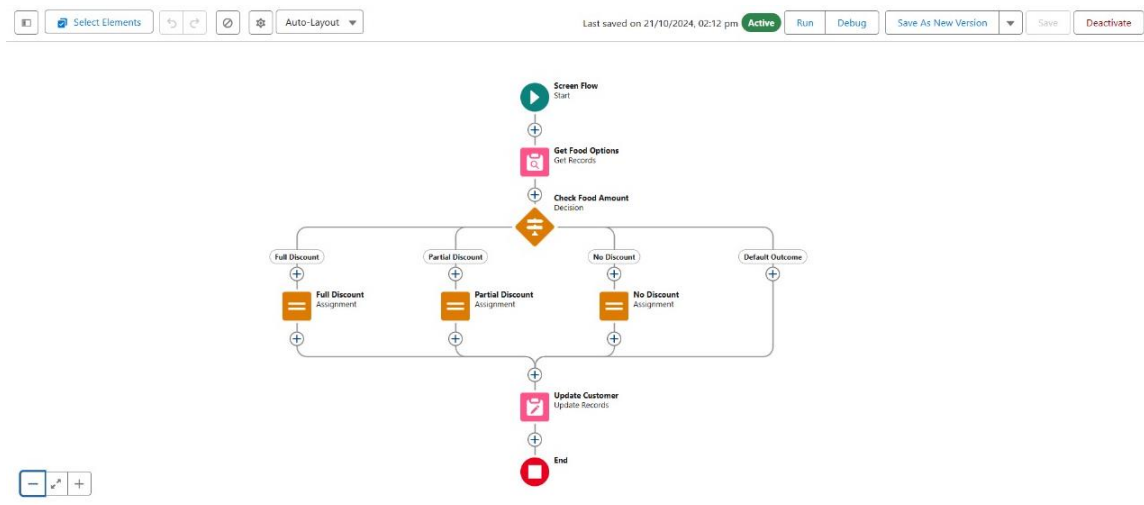 Select Elements
Auto-Layout
Last saved on 21/10/2024, 02:12 pm
Active
Run
Debug
Save As New Version
Save
Deactivate
Screen Flow
Start
Get Food Options
Get Records
Check Food Amount
Decision
Full Discount
Partial Discount
No Discount
Default Outcome
Full Discount
Assignment
Partial Discount
Assignment
No Discount
Assignment
Update Customer
Update Records
End